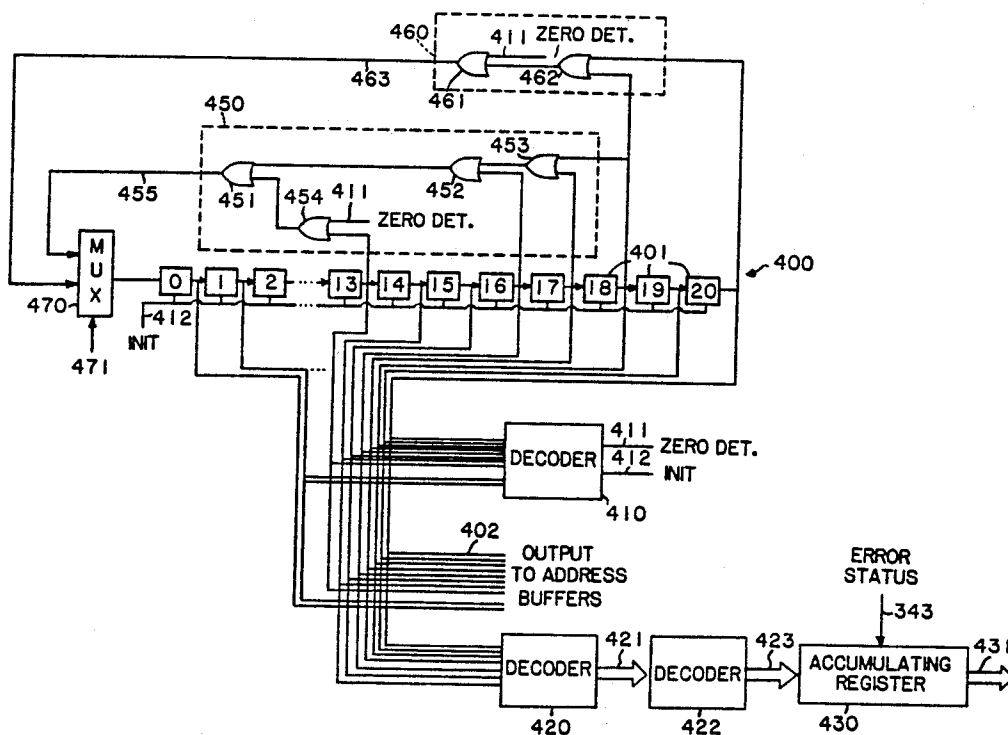 460
411
ZERO DET.
463
461
462
450
453
455
451
454
452
411
ZERO DET.
MUX
0
1
2
...
13
14
15
16
17
18
19
20
401
400
470
412
INIT
471
...
DECODER
411
ZERO DET.
412
INIT
410
402
OUTPUT
TO ADDRESS
BUFFERS
ERROR
STATUS
343
DECODER
421
DECODER
423
ACCUMULATING
REGISTER
431
420
422
430